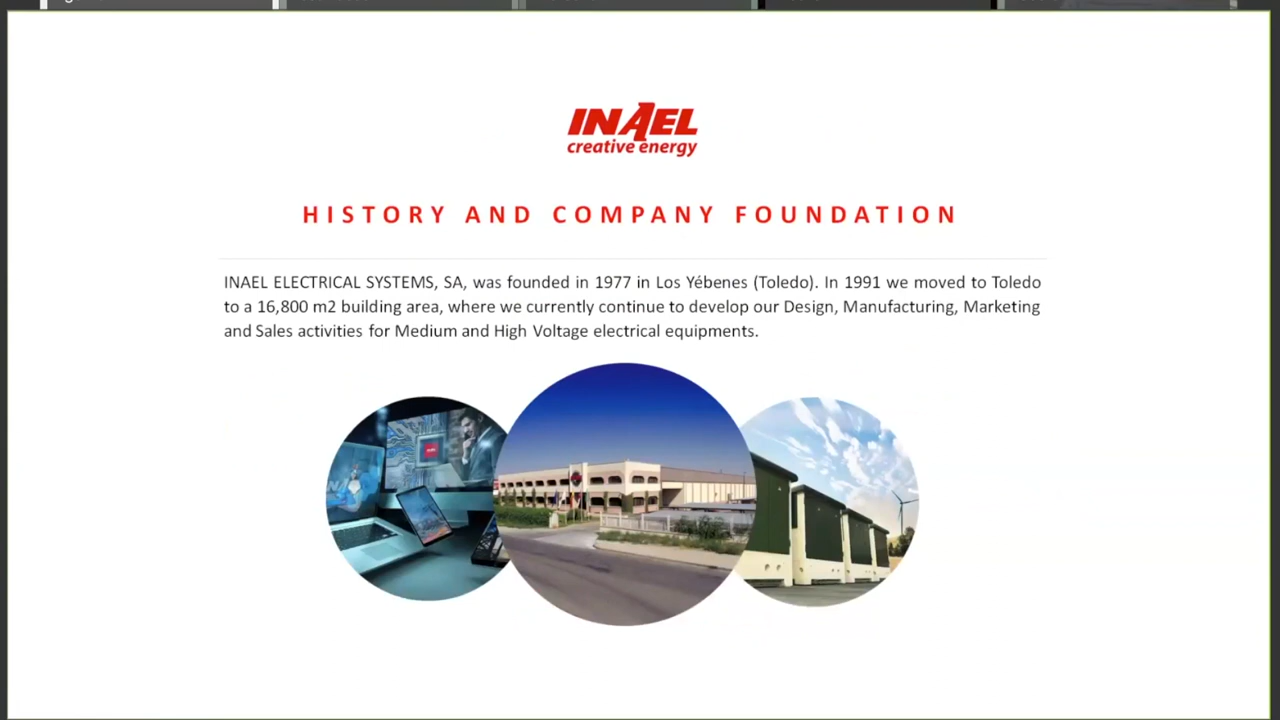 INAEL
creative energy
HISTORY AND COMPANY FOUNDATION
INAEL ELECTRICAL SYSTEMS, SA, was founded in 1977 in Los Yébenes (Toledo). In 1991 we moved to Toledo
to a 16,800 m2 building area, where we currently continue to develop our Design, Manufacturing, Marketing
and Sales activities for Medium and High Voltage electrical equipments.